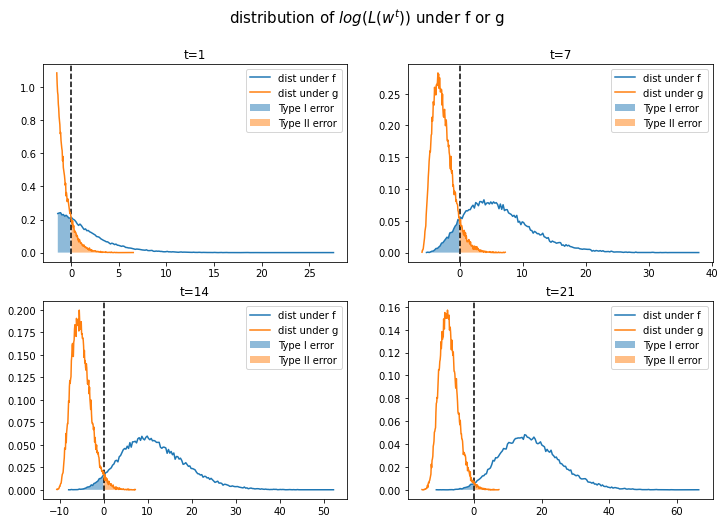 distribution of log(L(w^t)) under f or g
t=1
1.0
0.8
0.6
0.4
0.2
0.0
0 5 10 15 20 25
dist under f
dist under g
Type I error
Type II error
t=7
0.25
0.20
0.15
0.10
0.05
0.00
0 10 20 30 40
dist under f
dist under g
Type I error
Type II error
t=14
0.200
0.175
0.150
0.125
0.100
0.075
0.050
0.025
0.000
−10 0 10 20 30 40 50
dist under f
dist under g
Type I error
Type II error
t=21
0.16
0.14
0.12
0.10
0.08
0.06
0.04
0.02
0.00
0 20 40 60
dist under f
dist under g
Type I error
Type II error